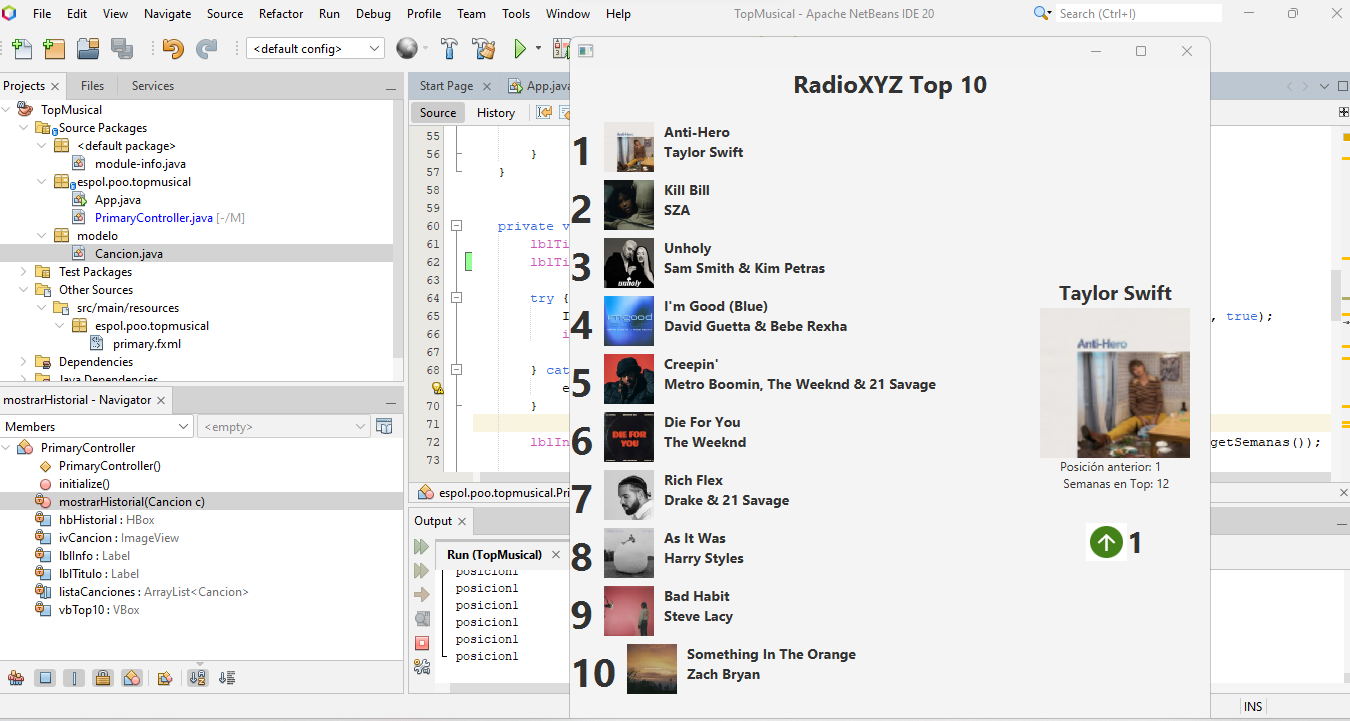 File Edit View Navigate Source Refactor Run Debug Profile Team Tools Window Help
TopMusical - Apache NetBeans IDE 20
Search (Ctrl+I)
<default config>
Projects
Files
Services
TopMusical
Source Packages
<default package>
module-info.java
espol.poo.topmusical
App.java
PrimaryController.java [-/M]
modelo
Cancion.java
Test Packages
Other Sources
src/main/resources
espol.poo.topmusical
primary.fxml
Dependencies
Java Dependencies
mostrarHistorial - Navigator
Members
<empty>
PrimaryController
PrimaryController()
initialize()
mostrarHistorial(Cancion c)
hbHistorial : HBox
ivCancion : ImageView
lblInfo : Label
lblTitulo : Label
listaCanciones : ArrayList<Cancion>
vbTop10 : VBox
Start Page
App.java
Source
History
55
56 }
57 }
58
59
60 private v
61 lblTi
62 lblTi
63
64 try {
65 I , true);
66 i
67
68 } cat
e
70 }
71
72 lblIn getSemanas());
73
espol.poo.topmusical.Pri
Output
Run (TopMusical)
posicion1
posicion1
posicion1
posicion1
posicion1
posicion1
INS
RadioXYZ Top 10
1
Anti-Hero
Taylor Swift
2
Kill Bill
SZA
3
Unholy
Sam Smith & Kim Petras
unholy
4
I'm Good (Blue)
David Guetta & Bebe Rexha
5
Creepin'
Metro Boomin, The Weeknd & 21 Savage
6
Die For You
The Weeknd
DIE FOR
YOU
7
Rich Flex
Drake & 21 Savage
8
As It Was
Harry Styles
9
Bad Habit
Steve Lacy
10
Something In The Orange
Zach Bryan
Taylor Swift
Anti-Hero
Posición anterior: 1
Semanas en Top: 12
1